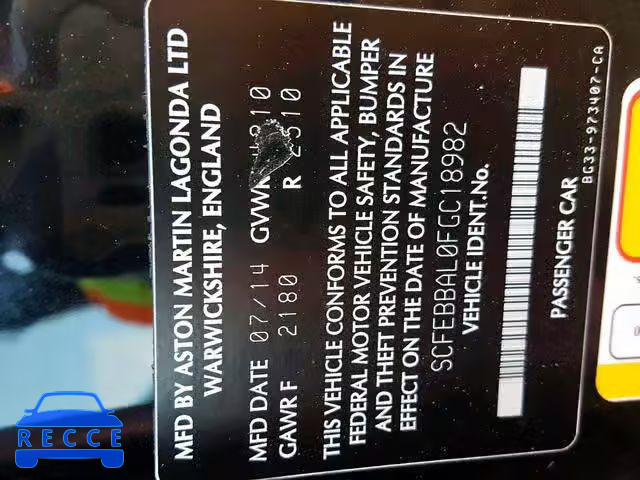 MFD BY ASTON MARTIN LAGONDA LTD
WARWICKSHIRE, ENGLAND
MFD DATE 07/14 GVWR
GAWR F 2180 R 2510
THIS VEHICLE CONFORMS TO ALL APPLICABLE
FEDERAL MOTOR VEHICLE SAFETY, BUMPER
AND THEFT PREVENTION STANDARDS IN
EFFECT ON THE DATE OF MANUFACTURE
SCFEBBAL0FGC18982
VEHICLE IDENT.No.
PASSENGER CAR
BG33-973407-CA
RECCE